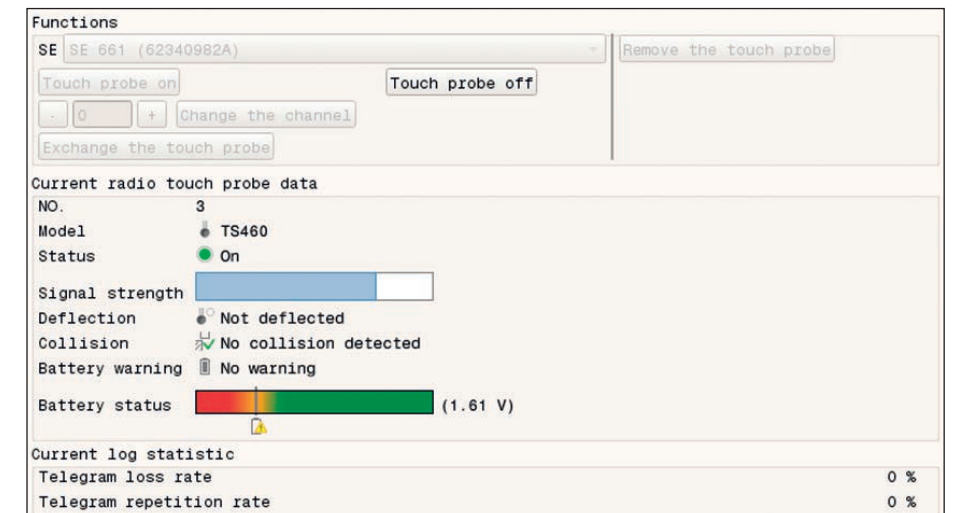 Functions
SE SE 661 (62340982A) Remove the touch probe
Touch probe on Touch probe off
- 0 + Change the channel
Exchange the touch probe
Current radio touch probe data
NO. 3
Model TS460
Status On
Signal strength
Deflection Not deflected
Collision No collision detected
Battery warning No warning
Battery status (1.61 V)
Current log statistic
Telegram loss rate 0 %
Telegram repetition rate 0 %